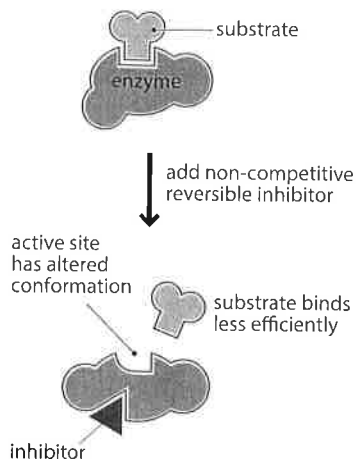 substrate
enzyme
add non-competitive
reversible inhibitor
active site
has altered
conformation
substrate binds
less efficiently
inhibitor